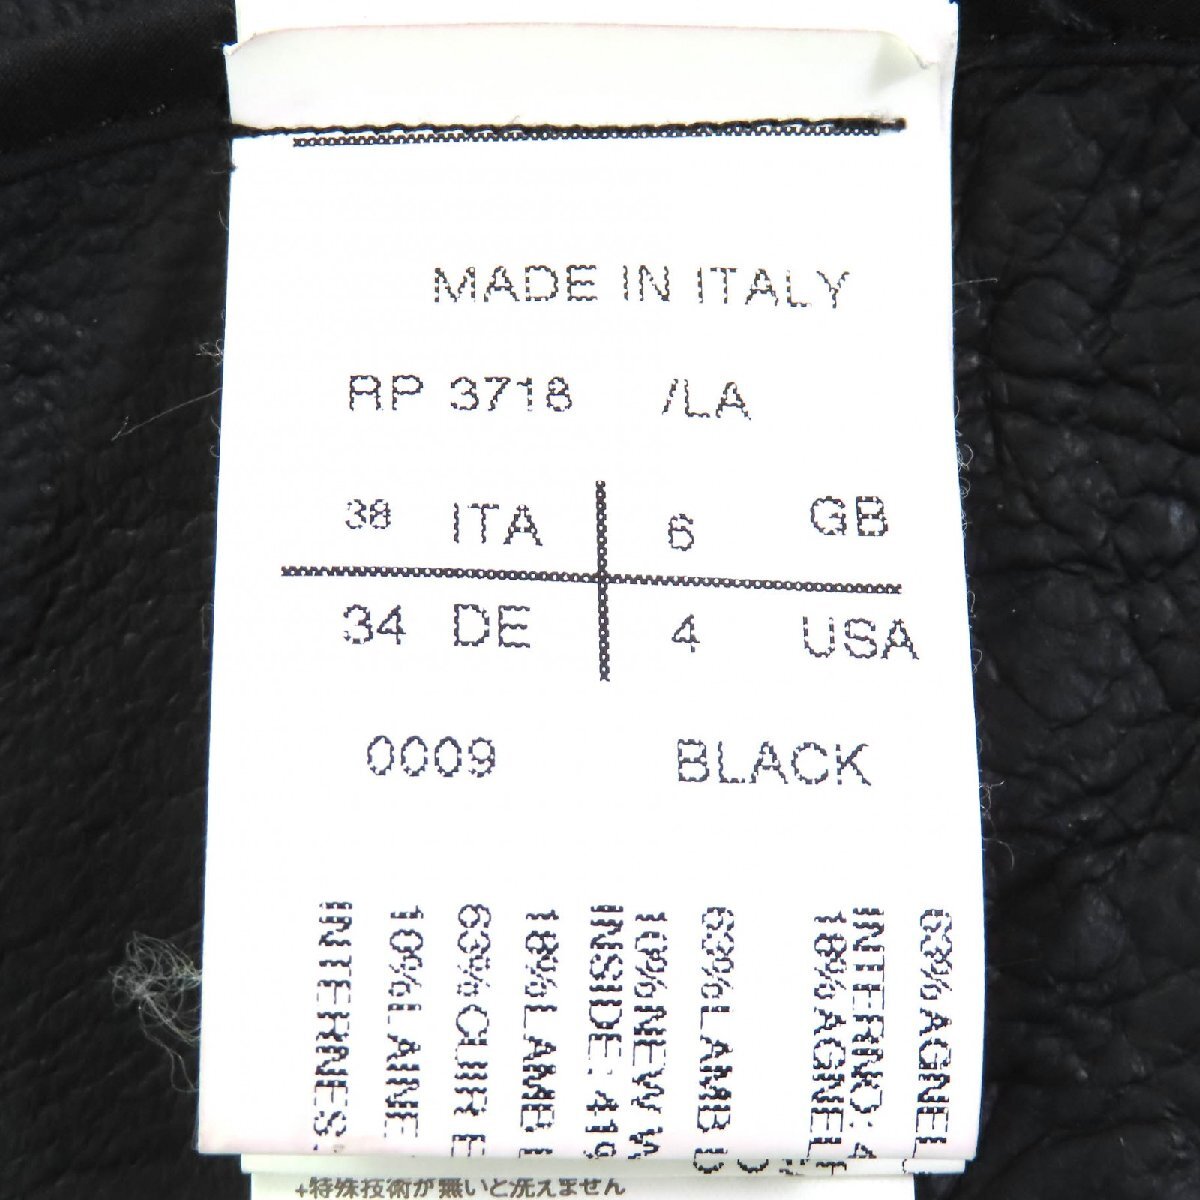 MADE IN ITALY
RP 3718 /LA
38 ITA 6 GB
34 DE 4 USA
0009 BLACK
63% AGNEL
INTERNO: 4
18% AGNEL
63% LAMB
10% NEW W
INSIDE: 41
18% LAMB
63% CUIR
10% LAINE
INTERNES.
+特殊技術が無いと洗えません